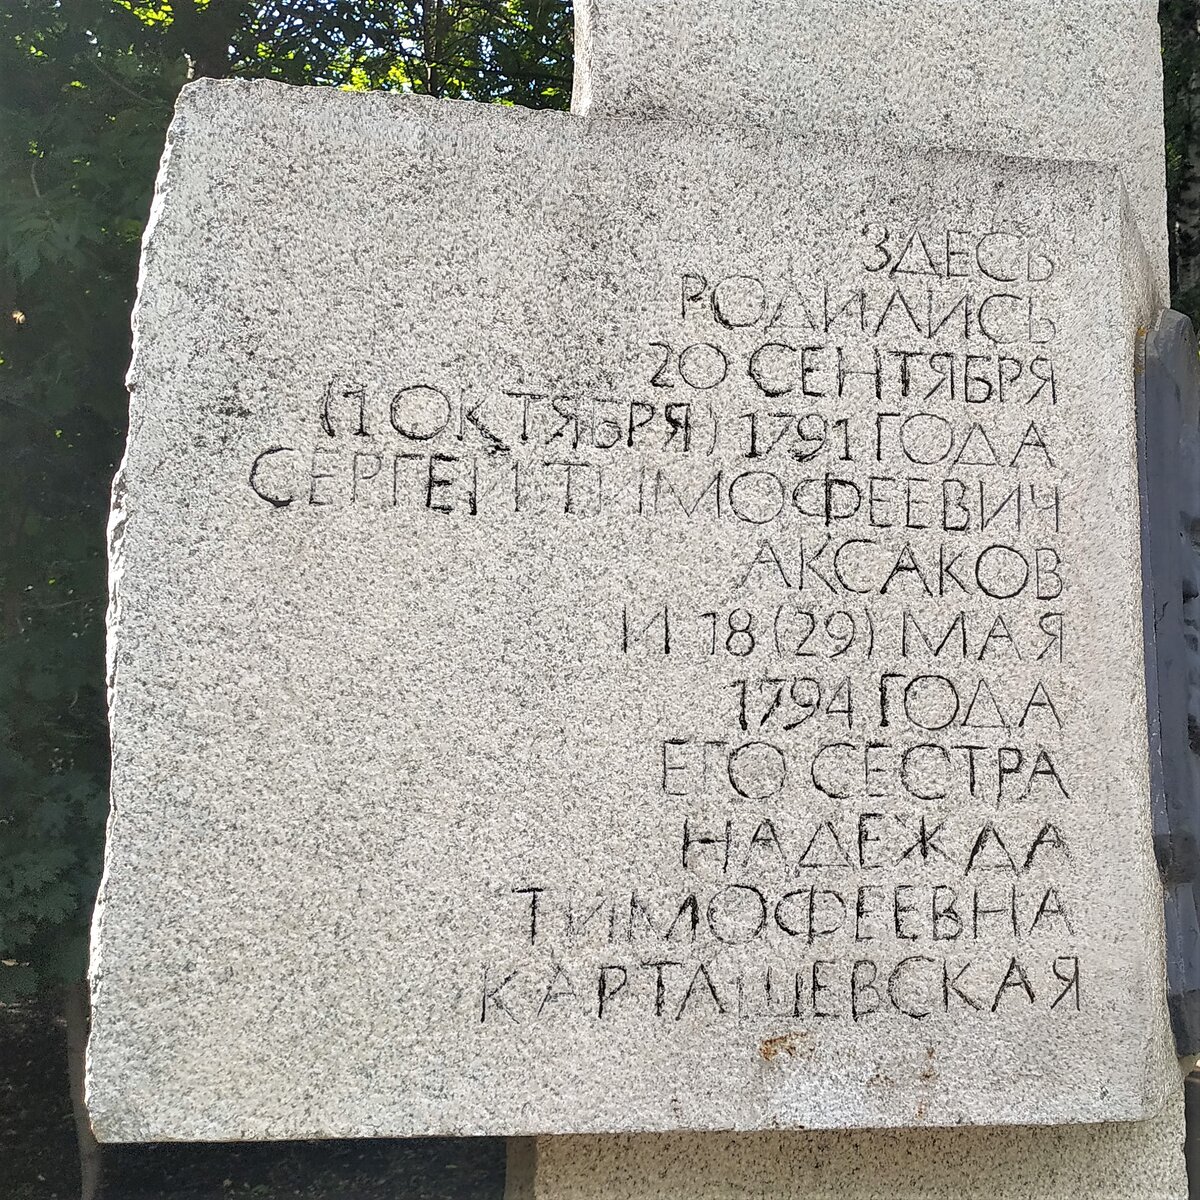 ЗДЕСЬ
РОДИЛИСЬ
20 СЕНТЯБРЯ
(1 ОКТЯБРЯ) 1791 ГОДА
СЕРГЕЙ ТИМОФЕЕВИЧ
АКСАКОВ
И 18 (29) МАЯ
1794 ГОДА
ЕГО СЕСТРА
НАДЕЖДА
ТИМОФЕЕВНА
КАРТАШЕВСКАЯ